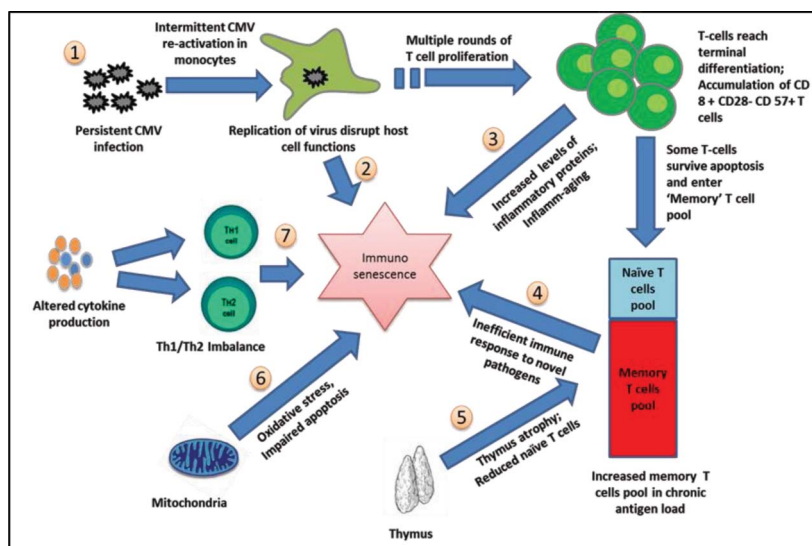 1
Intermittent CMV
re-activation in
monocytes
Persistent CMV
infection
Replication of virus disrupt host
cell functions
Multiple rounds of
T cell proliferation
T-cells reach
terminal
differentiation;
Accumulation of CD
8 + CD28- CD 57+ T
cells
2
3
Increased levels of
inflammatory proteins;
Inflamm-aging
Some T-cells
survive apoptosis
and enter
‘Memory’ T cell
pool
Altered cytokine
production
TH1
cell
TH2
cell
Th1/Th2 Imbalance
7
Immuno
senescence
4
Inefficient immune
response to novel
pathogens
Naïve T
cells
pool
Memory
T cells
pool
Increased memory T
cells pool in chronic
antigen load
6
Oxidative stress,
Impaired apoptosis
Mitochondria
5
Thymus atrophy;
Reduced naïve T cells
Thymus